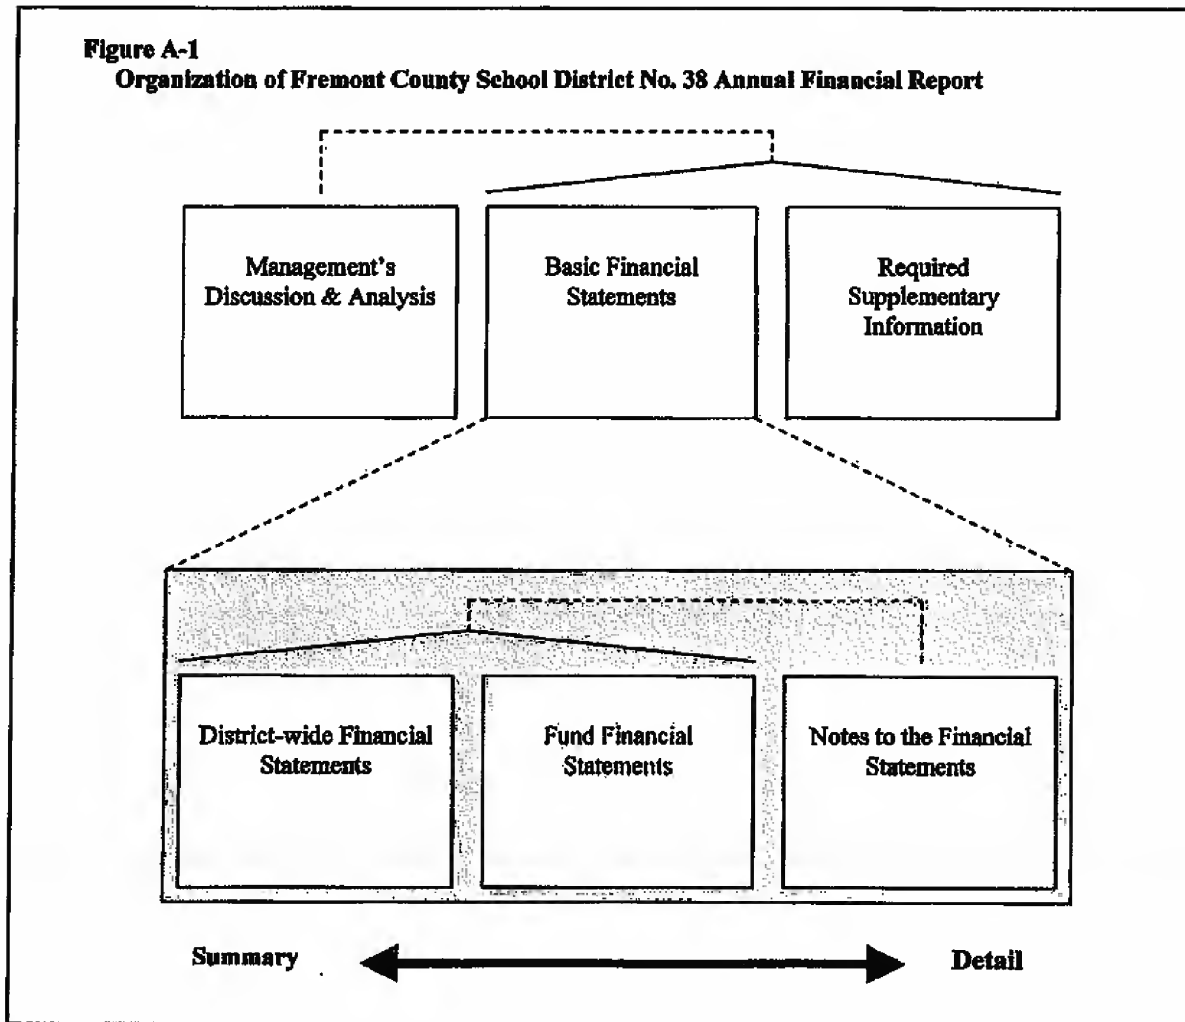 Figure A-1
Organization of Fremont County School District No. 38 Annual Financial Report
Management's
Discussion & Analysis
Basic Financial
Statements
Required
Supplementary
Information
District-wide Financial
Statements
Fund Financial
Statements
Notes to the Financial
Statements
Summary
Detail